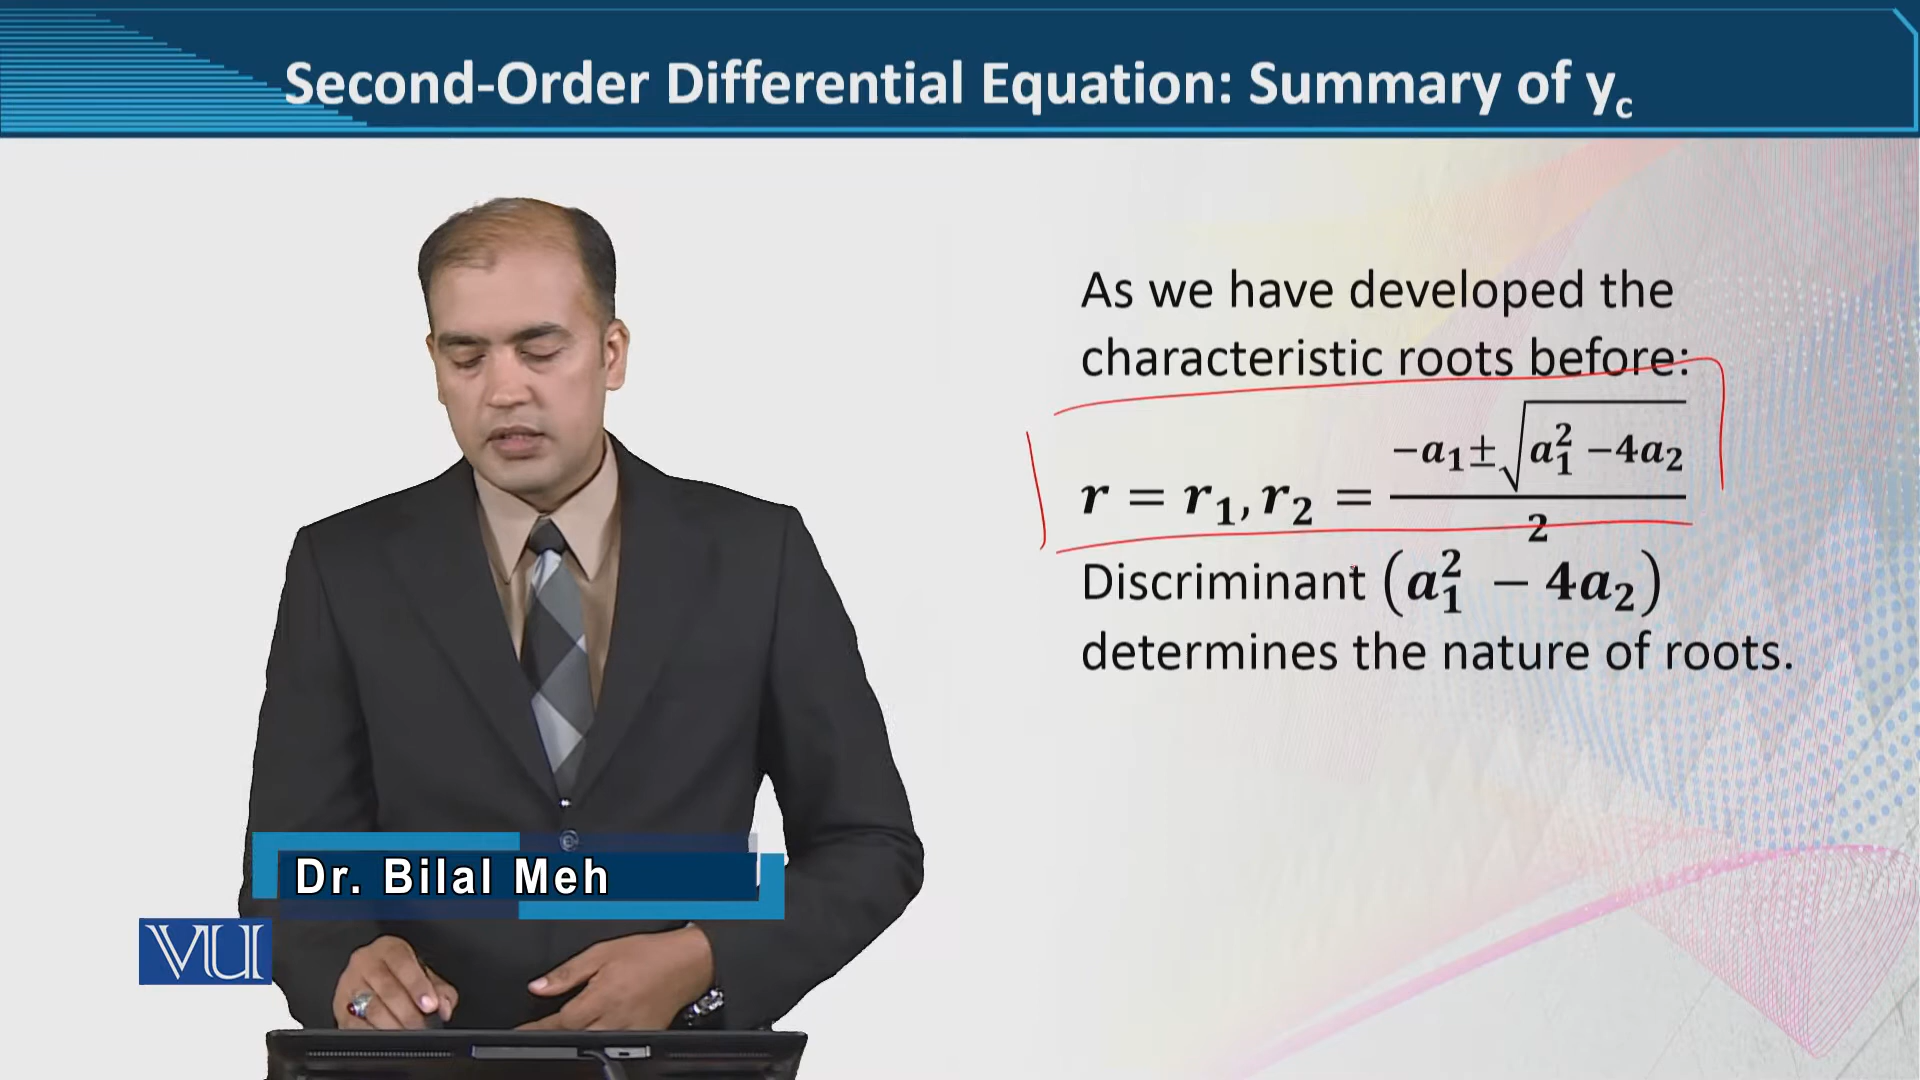 Second-Order Differential Equation: Summary of y_c
As we have developed the
characteristic roots before:
r = r₁, r₂ = (−a₁ ± √(a₁² − 4a₂)) / 2
Discriminant (a₁² − 4a₂)
determines the nature of roots.
Dr. Bilal Meh
VU